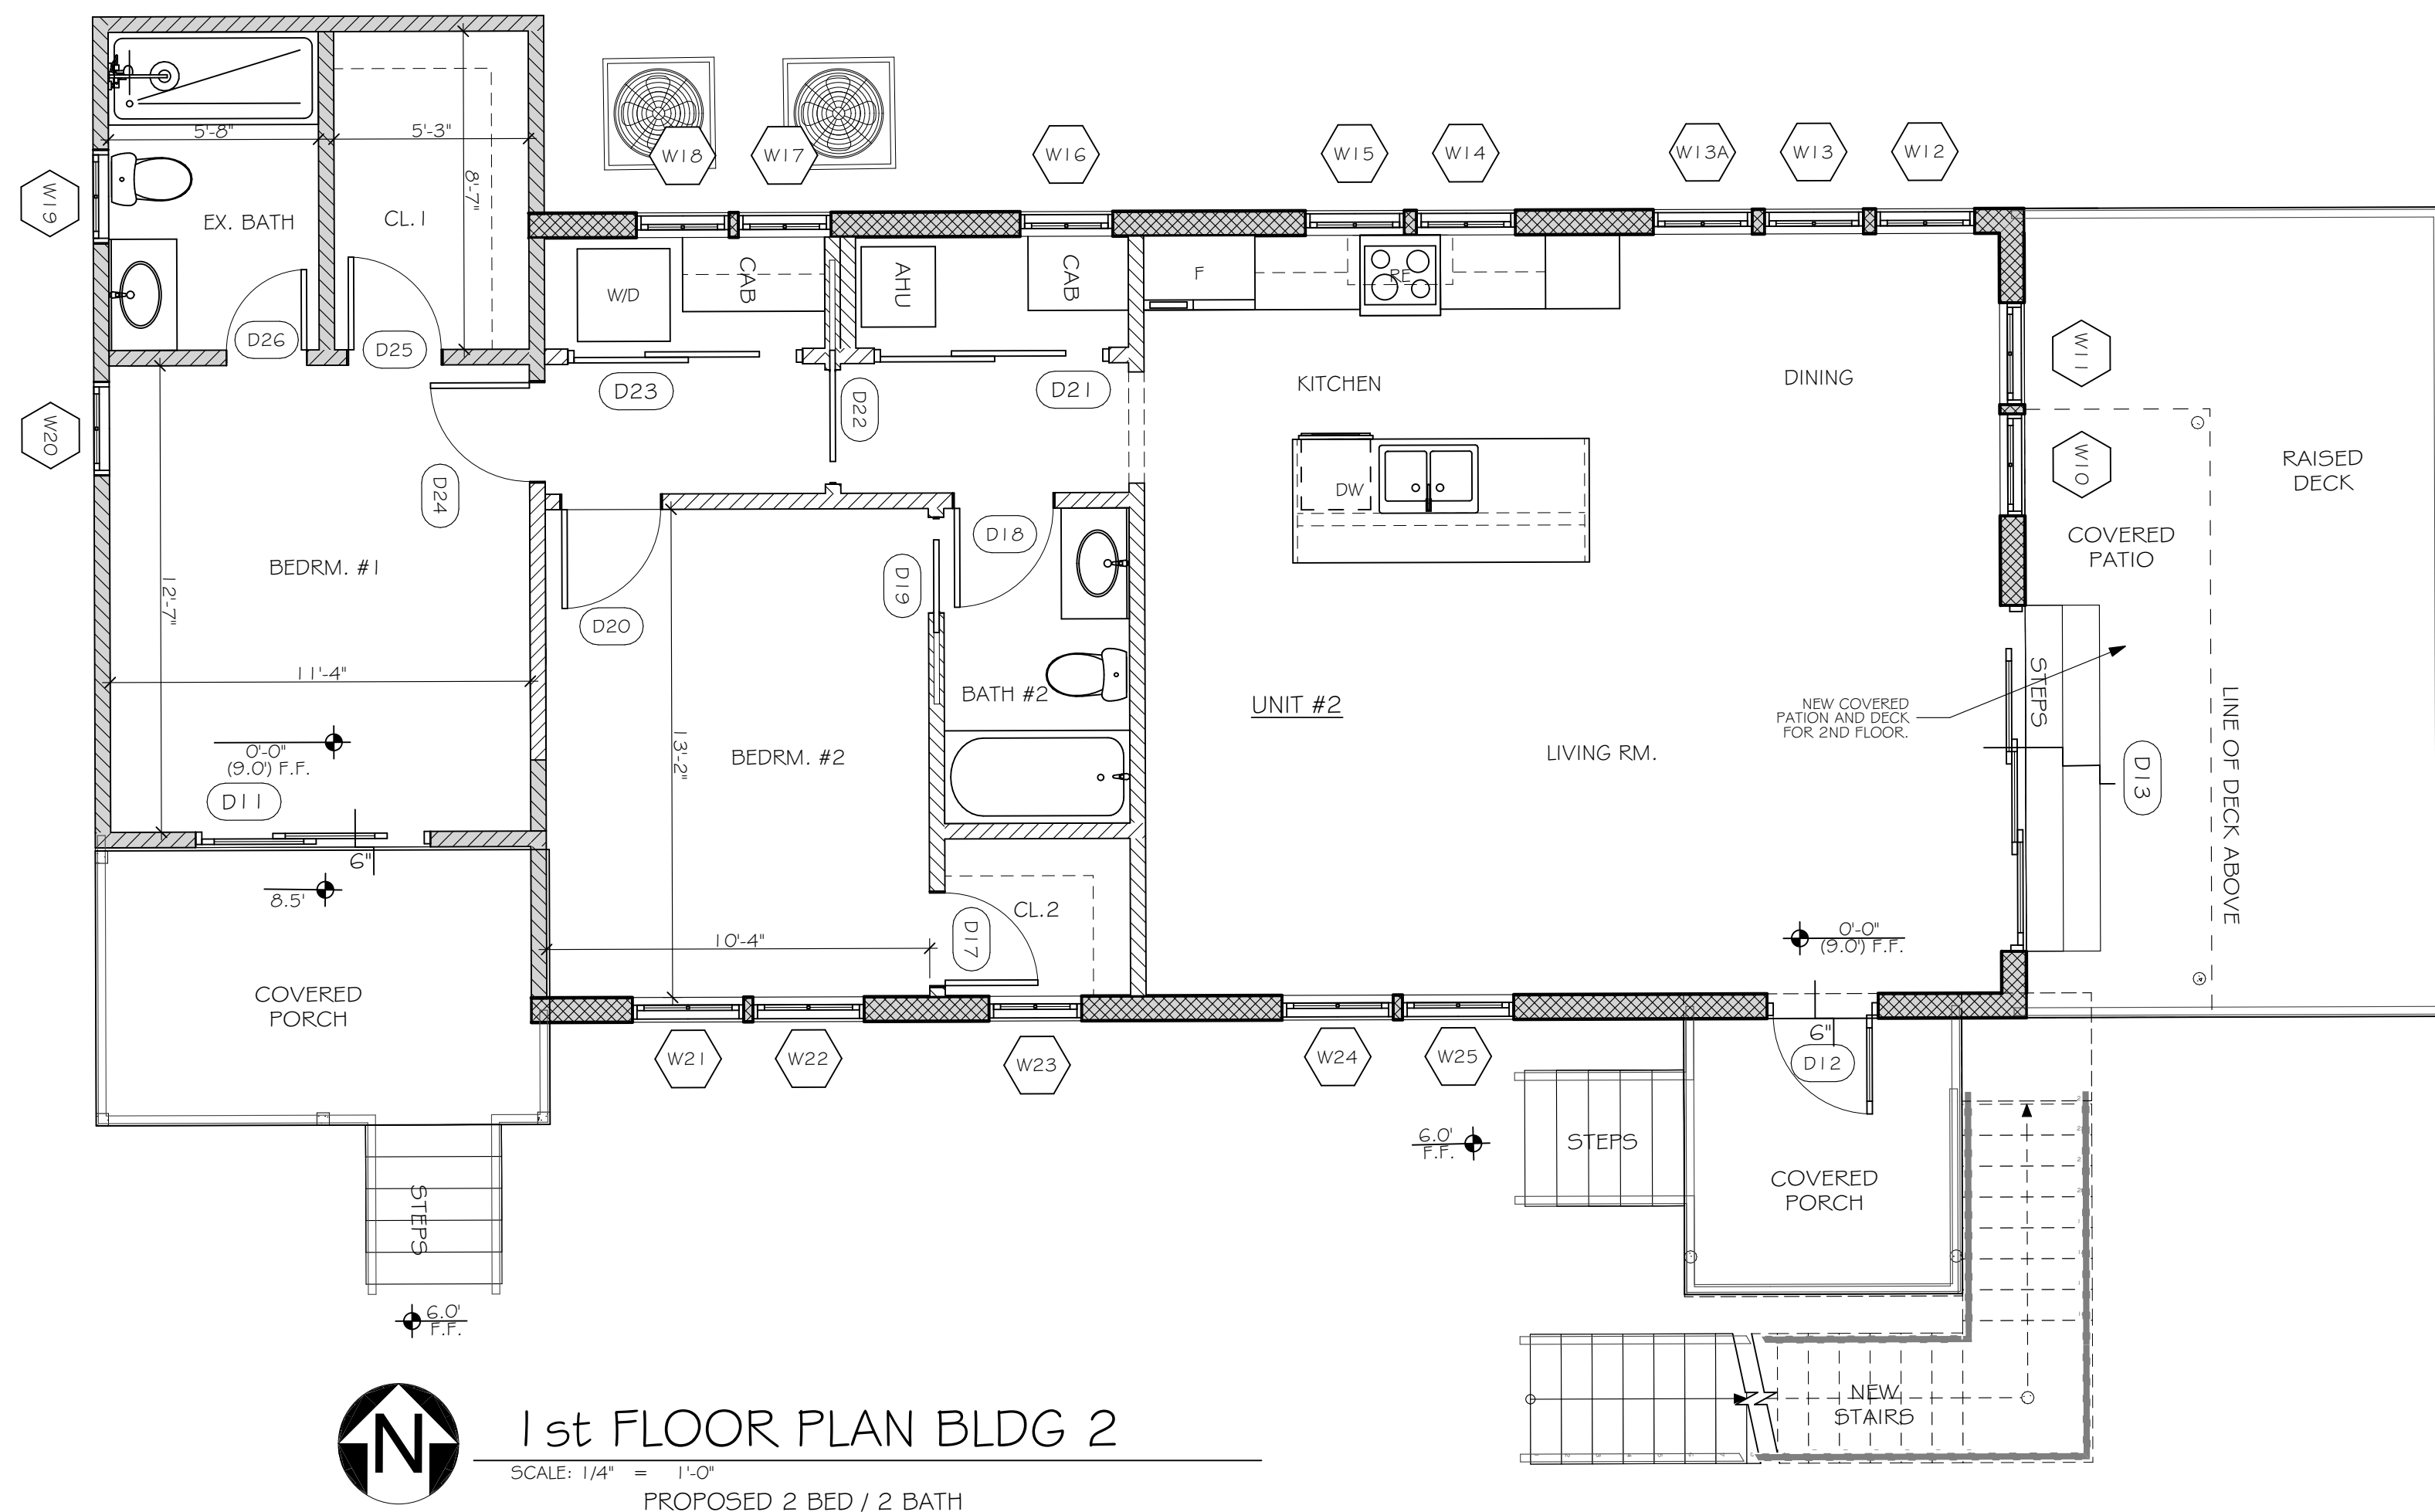 W18
W17
W16
W15
W14
W13A
W13
W12
5'-8"
5'-3"
8'-7"
W19
EX. BATH
CL.1
W/D
CAB
AHU
CAB
F
RE
D26
D25
D23
D22
D21
KITCHEN
DINING
W11
W20
W10
D24
DW
RAISED
DECK
COVERED
PATIO
BEDRM. #1
12'-7"
D18
D19
D20
11'-4"
BATH #2
UNIT #2
STEPS
NEW COVERED
PATION AND DECK
FOR 2ND FLOOR.
LINE OF DECK ABOVE
0'-0"
(9.0') F.F.
13'-2"
BEDRM. #2
LIVING RM.
D13
D11
6"
8.5'
CL.2
D17
10'-4"
0'-0"
(9.0') F.F.
COVERED
PORCH
6"
D12
W21
W22
W23
W24
W25
6.0'
F.F.
STEPS
COVERED
PORCH
STEPS
6.0'
F.F.
NEW
STAIRS
N
1st FLOOR PLAN BLDG 2
SCALE: 1/4" = 1'-0"
PROPOSED 2 BED / 2 BATH